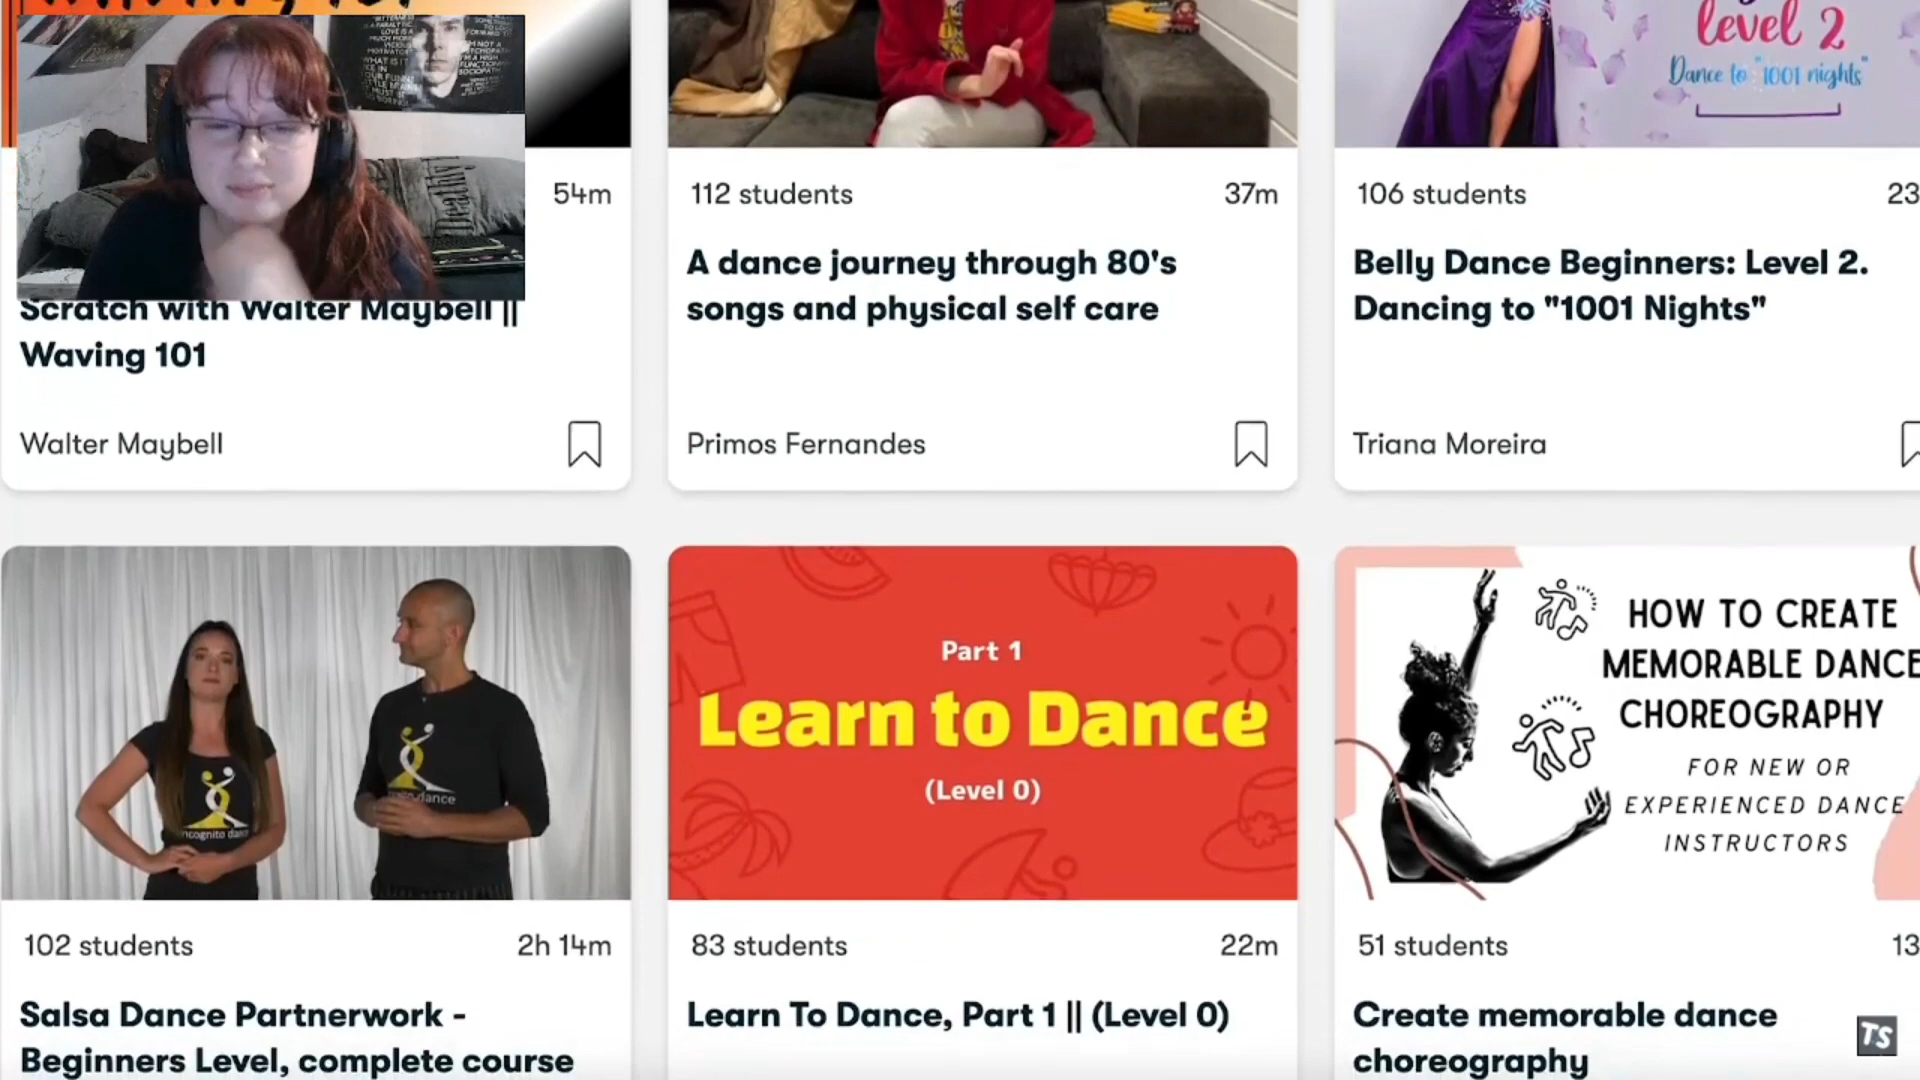 level 2
Dance to "1001 nights"
54m
112 students
37m
106 students
23
Scratch with Walter Maybell ||
Waving 101
A dance journey through 80's
songs and physical self care
Belly Dance Beginners: Level 2.
Dancing to "1001 Nights"
Walter Maybell
Primos Fernandes
Triana Moreira
Part 1
Learn to Dance
(Level 0)
HOW TO CREATE
MEMORABLE DANCE
CHOREOGRAPHY
FOR NEW OR
EXPERIENCED DANCE
INSTRUCTORS
102 students
2h 14m
83 students
22m
51 students
13
Salsa Dance Partnerwork -
Beginners Level, complete course
Learn To Dance, Part 1 || (Level 0)
Create memorable dance
choreography
TS